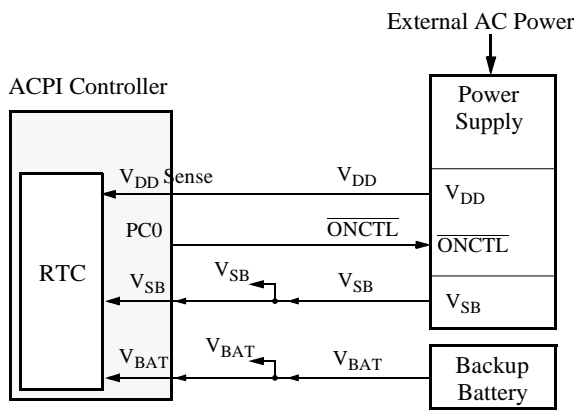 External AC Power
ACPI Controller
Power
Supply
VDD Sense
VDD
VDD
PC0
ONCTL
ONCTL
RTC
VSB
VSB
VSB
VSB
VBAT
VBAT
VBAT
Backup
Battery